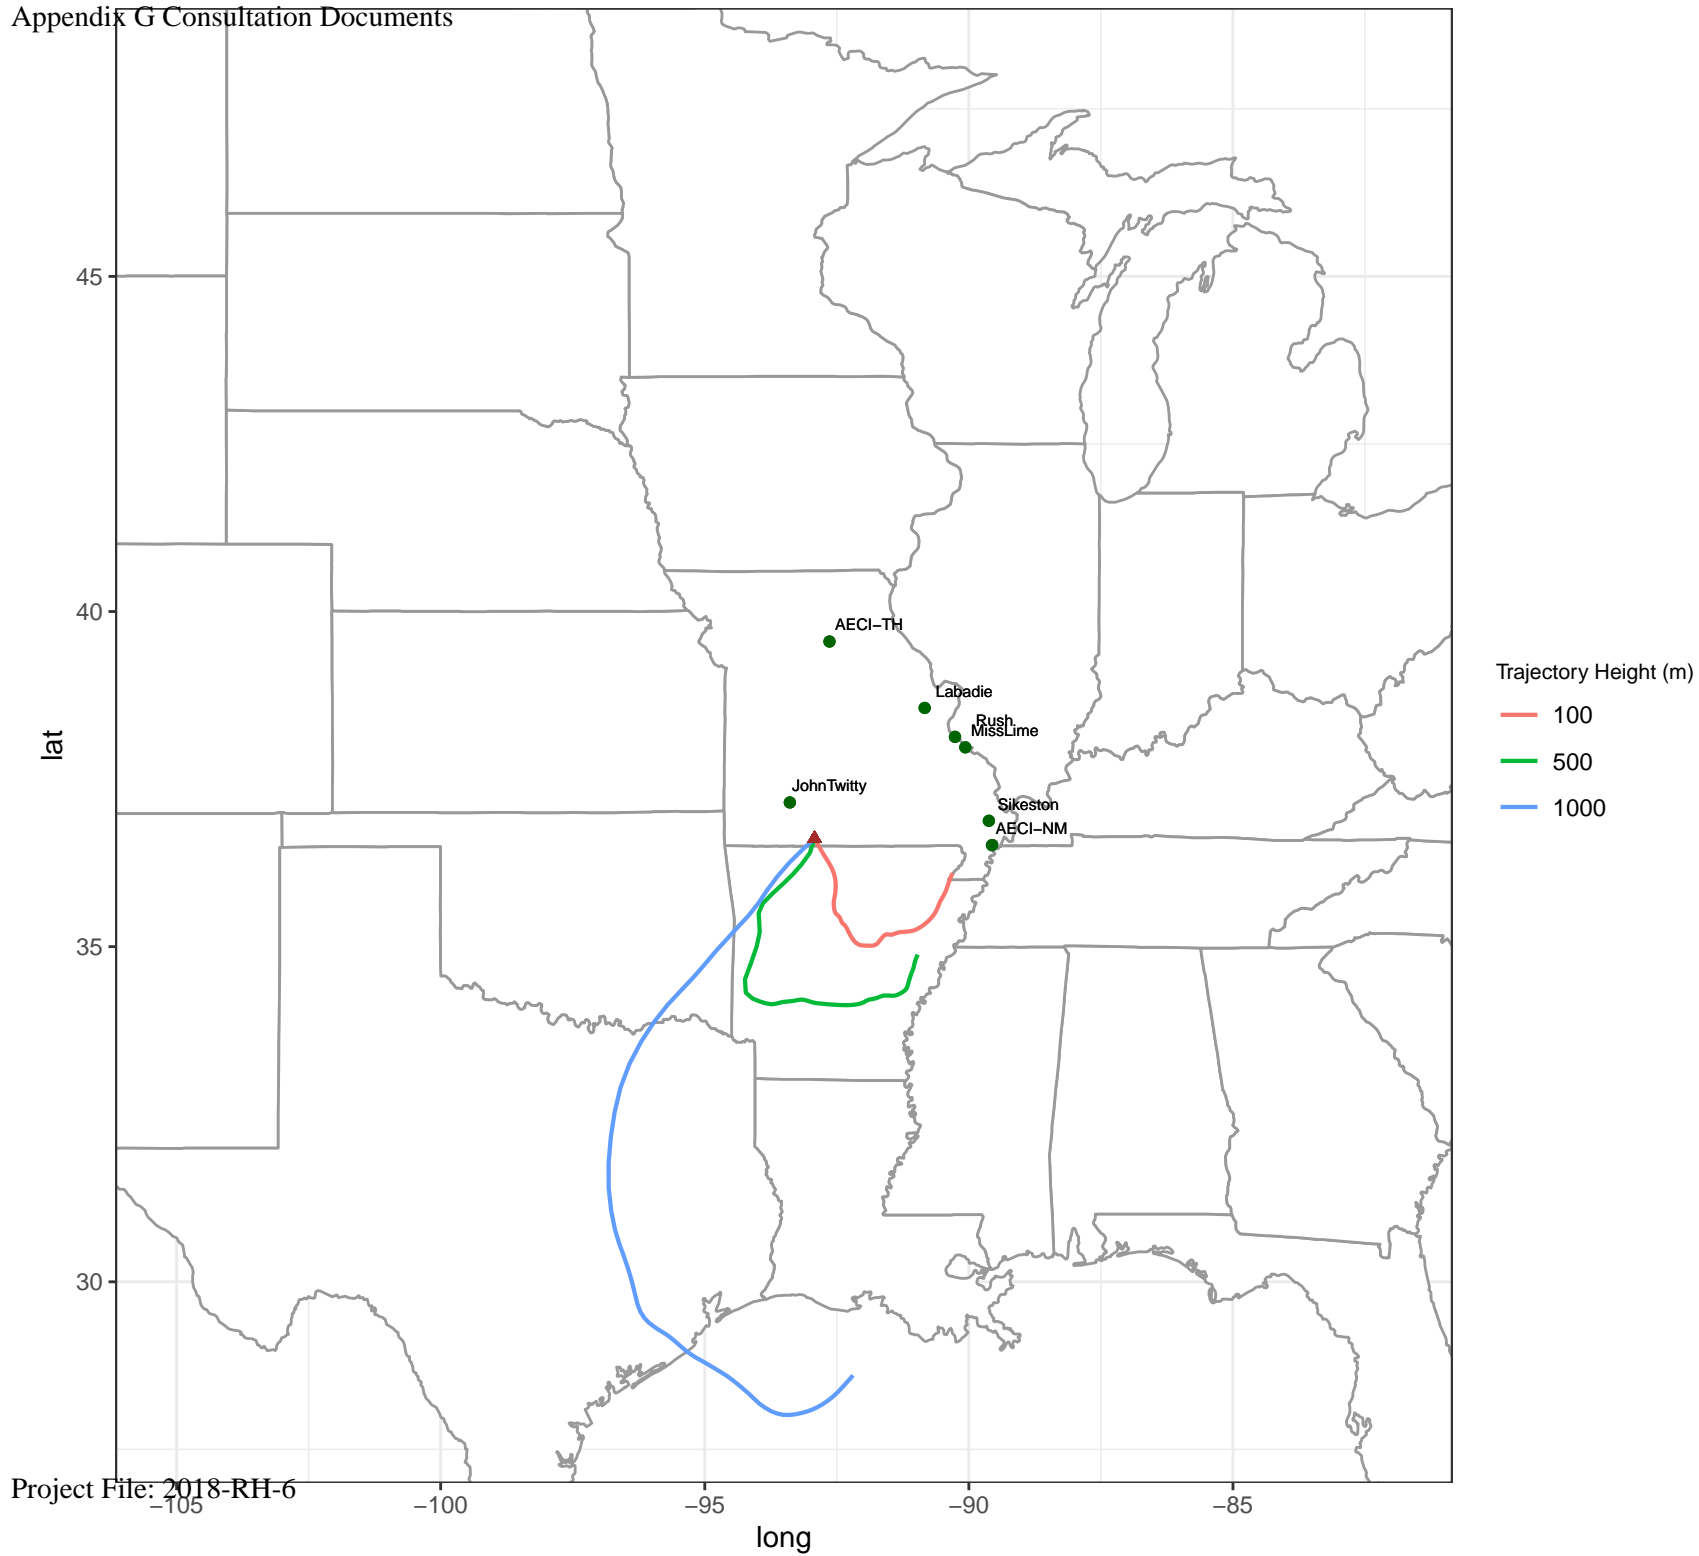 Appendix G Consultation Documents
45
40
35
30
lat
AECI−TH
Labadie
Rush
MissLime
JohnTwitty
Sikeston
AECI−NM
Trajectory Height (m)
100
500
1000
Project File: 2018-RH-6
−105
−100
−95
−90
−85
long